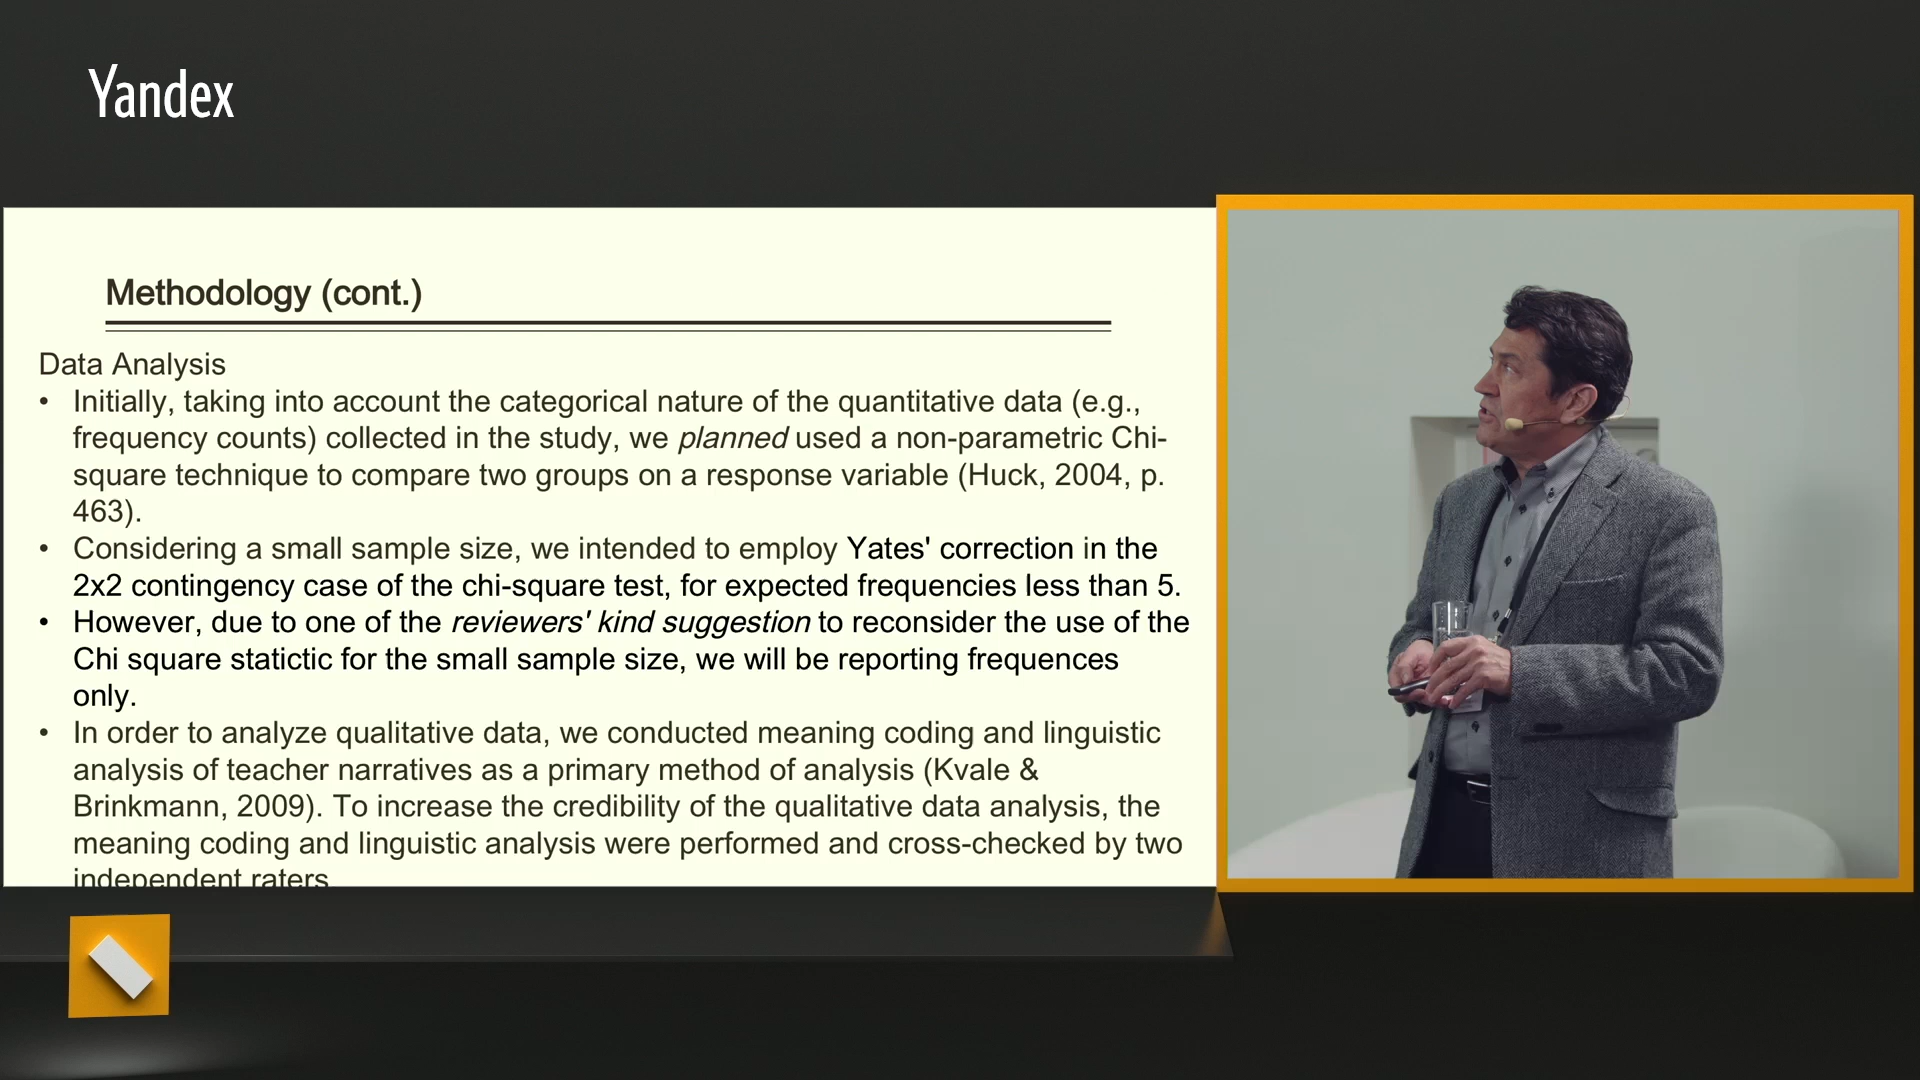 Yandex
Methodology (cont.)
Data Analysis
• Initially, taking into account the categorical nature of the quantitative data (e.g.,
frequency counts) collected in the study, we planned used a non-parametric Chi-
square technique to compare two groups on a response variable (Huck, 2004, p.
463).
• Considering a small sample size, we intended to employ Yates' correction in the
2x2 contingency case of the chi-square test, for expected frequencies less than 5.
• However, due to one of the reviewers' kind suggestion to reconsider the use of the
Chi square statictic for the small sample size, we will be reporting frequences
only.
• In order to analyze qualitative data, we conducted meaning coding and linguistic
analysis of teacher narratives as a primary method of analysis (Kvale &
Brinkmann, 2009). To increase the credibility of the qualitative data analysis, the
meaning coding and linguistic analysis were performed and cross-checked by two
independent raters